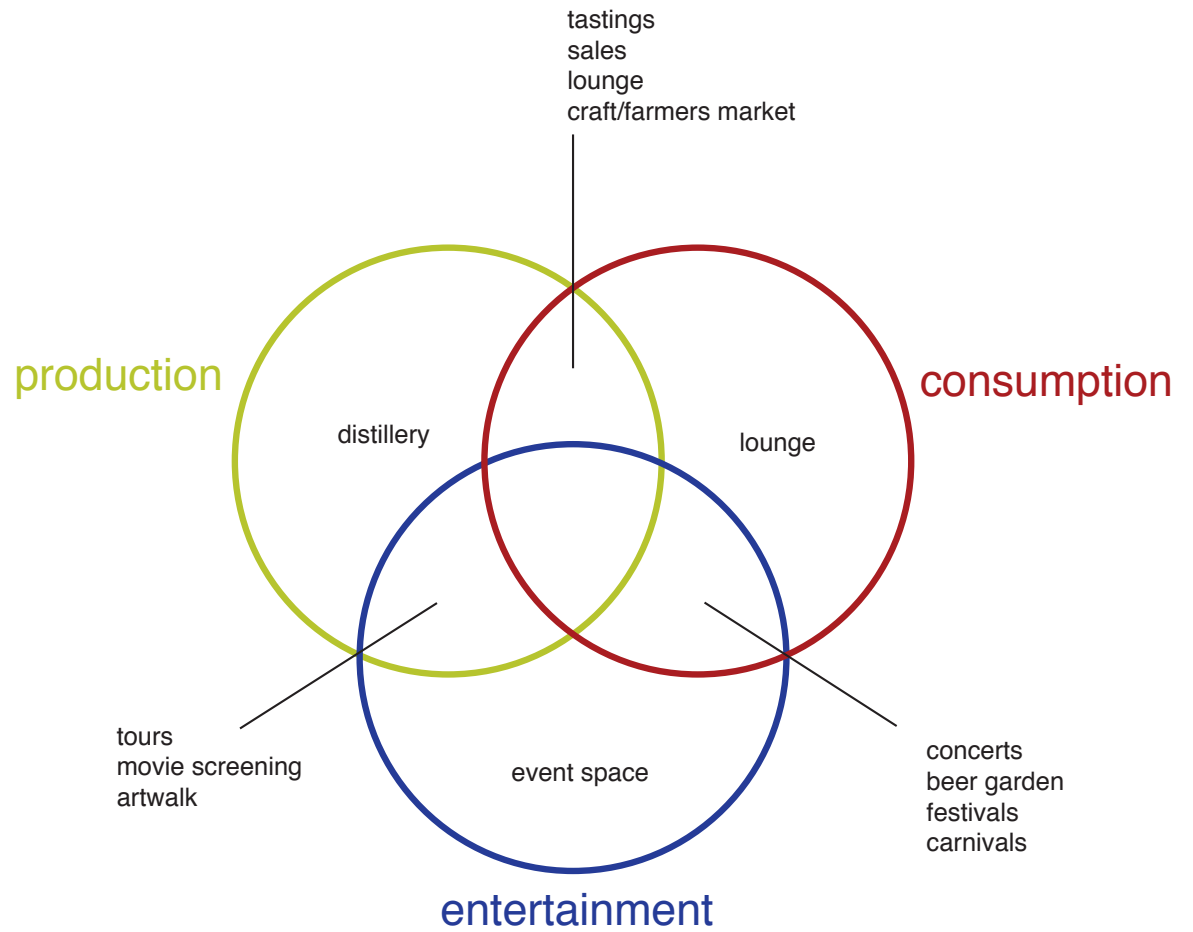 tastings
sales
lounge
craft/farmers market
production
consumption
distillery
lounge
tours
movie screening
artwalk
event space
concerts
beer garden
festivals
carnivals
entertainment